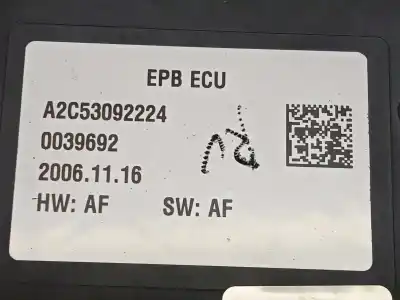 EPB ECU
A2C53092224
0039692
2006.11.16
HW: AF SW: AF